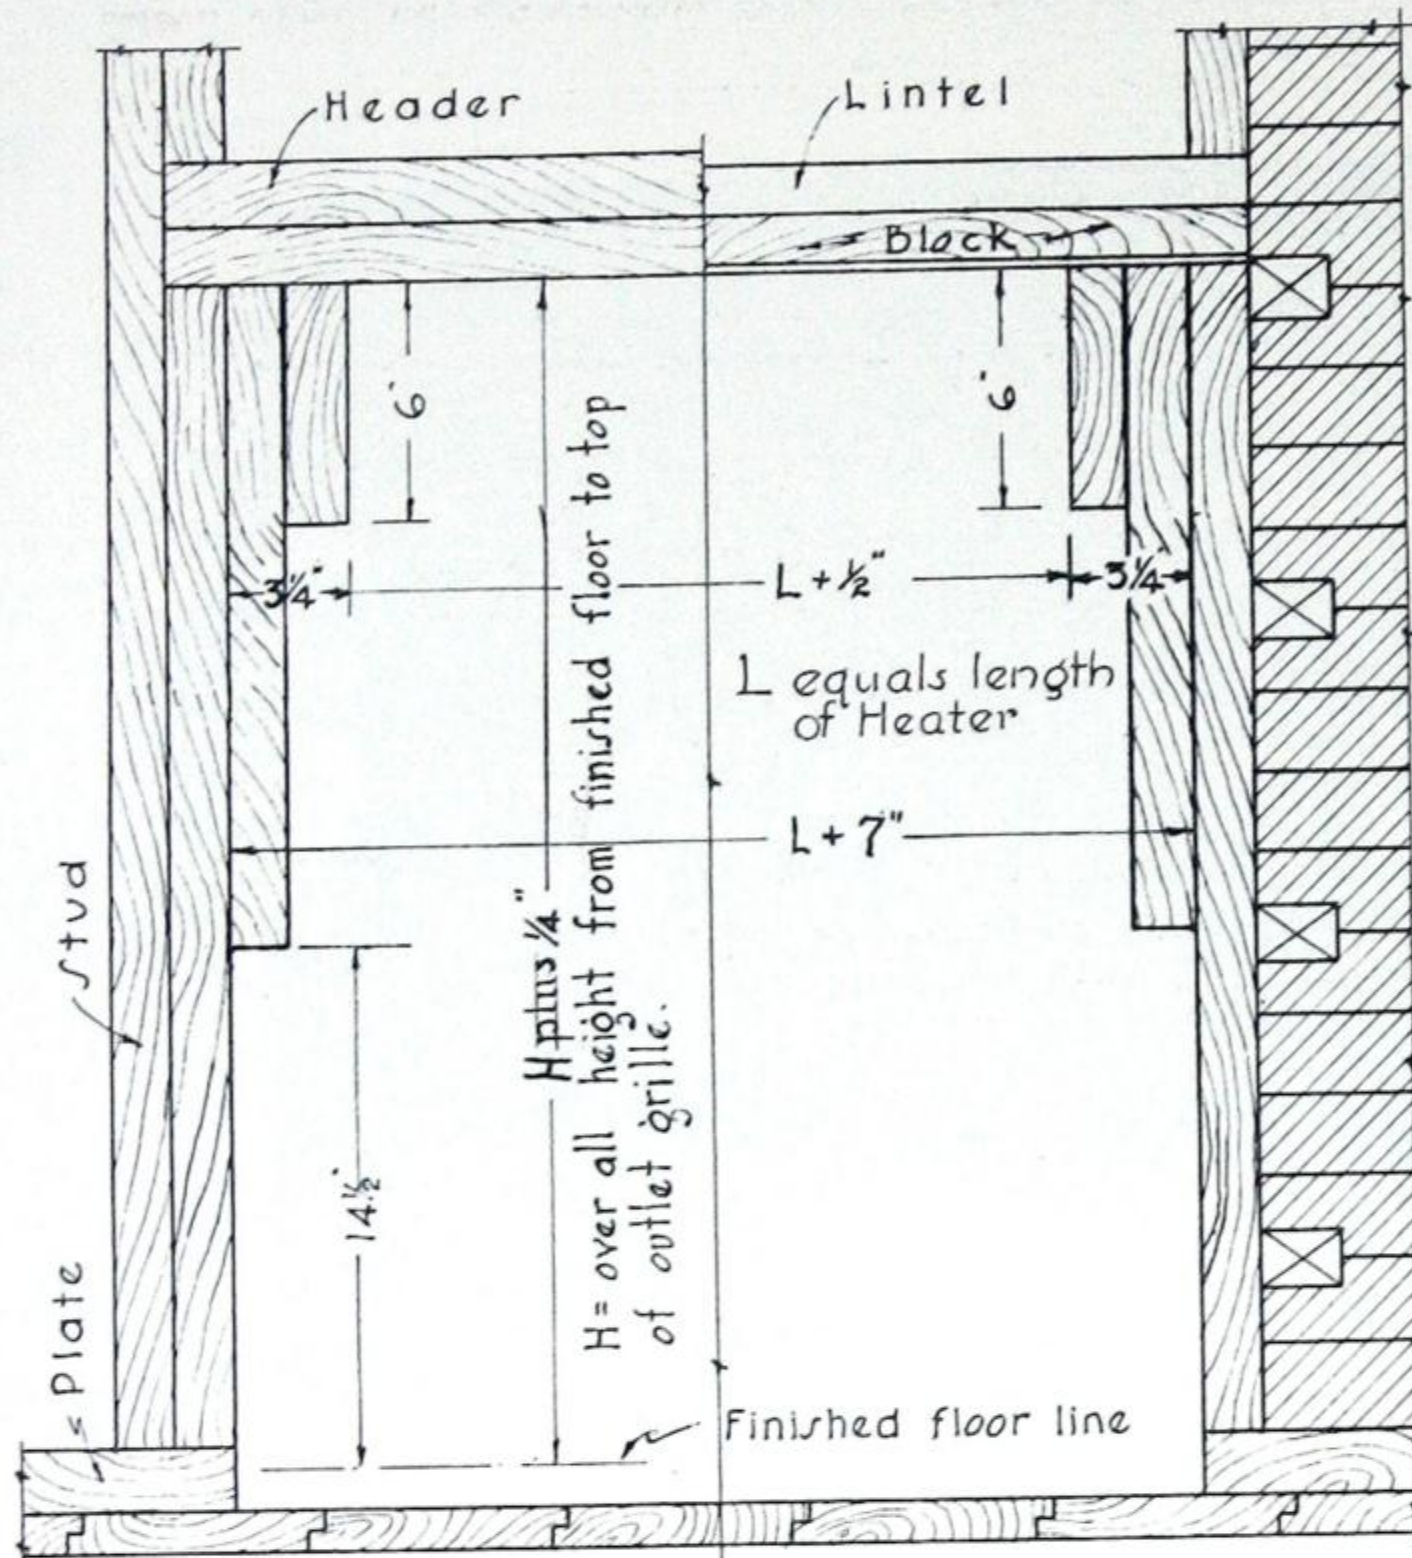 Header
Lintel
Block
6"
6"
3¼"
L + ½"
3¼"
L equals length
of Heater
L + 7"
Stud
H plus ¼"
H = over all height from finished floor to top
of outlet grille.
14½"
Plate
Finished floor line